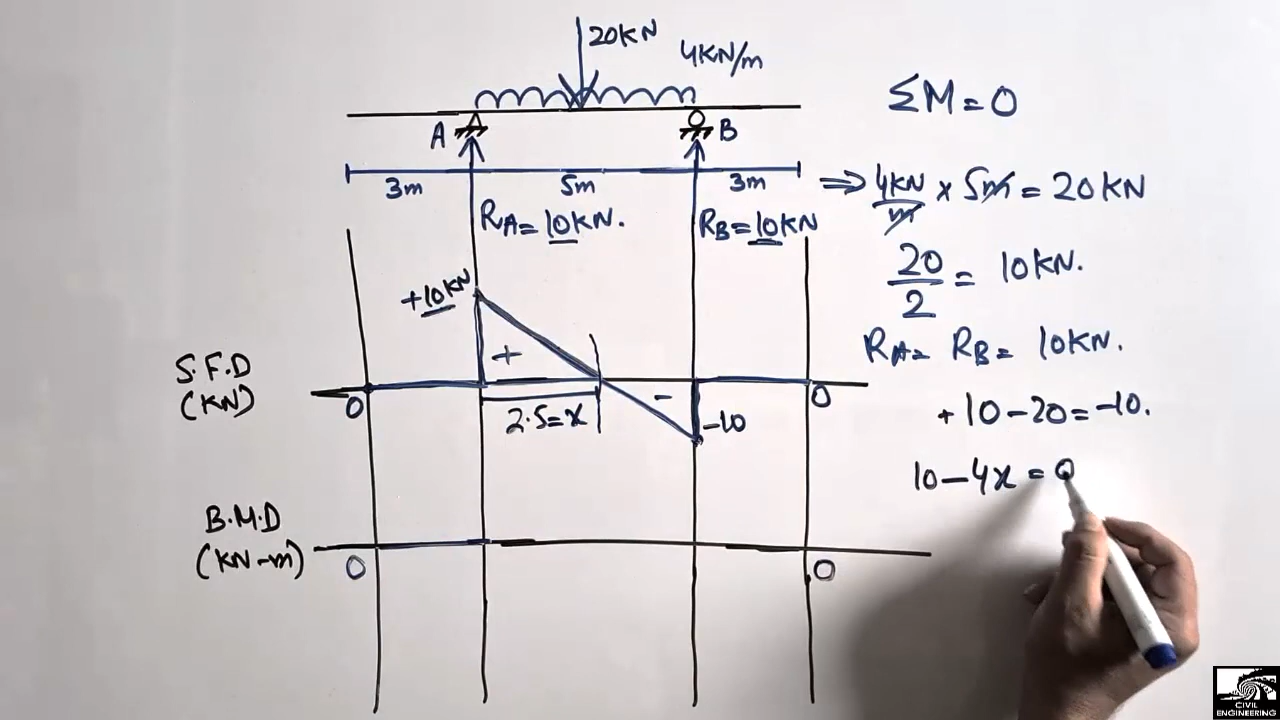 20KN
4KN/m
A
B
3m
5m
3m
RA=10KN.
RB=10KN
+10KN
S.F.D
(KN)
0
+
-
0
2.5=x
-10
B.M.D
(KN-m)
0
0
ΣM=0
⇒ 4KN/m × 5m = 20KN
20/2 = 10KN.
RA= RB= 10KN.
+10-20=-10.
10-4x=0
CIVIL
ENGINEERING